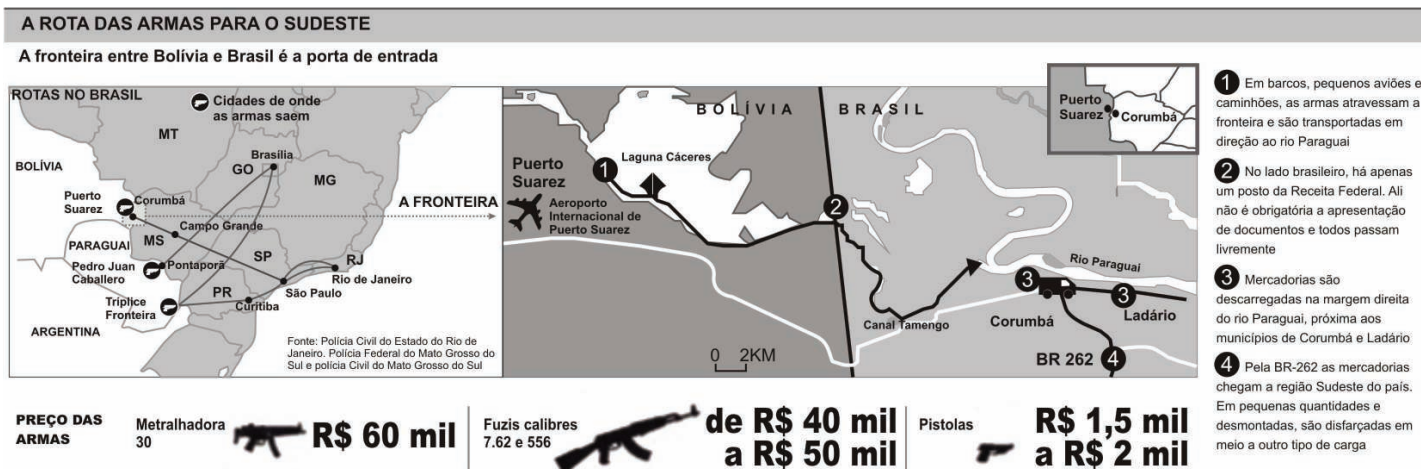 A ROTA DAS ARMAS PARA O SUDESTE
A fronteira entre Bolívia e Brasil é a porta de entrada
ROTAS NO BRASIL
Cidades de onde
as armas saem
MT
BOLÍVIA
GO
Brasília
MG
Puerto
Suarez
Corumbá
A FRONTEIRA
Campo Grande
PARAGUAI
MS
SP
RJ
Pedro Juan
Caballero
Pontaporã
Rio de Janeiro
São Paulo
PR
Tríplice
Fronteira
Curitiba
ARGENTINA
Fonte: Polícia Civil do Estado do Rio de
Janeiro. Polícia Federal do Mato Grosso do
Sul e polícia Civil do Mato Grosso do Sul
BOLÍVIA
BRASIL
Puerto
Suarez
Corumbá
Laguna Cáceres
Puerto
Suarez
1
2
Aeroporto
Internacional de
Puerto Suarez
Rio Paraguai
3
3
Canal Tamengo
Corumbá
Ladário
0 2KM
BR 262
4
1 Em barcos, pequenos aviões e
caminhões, as armas atravessam a
fronteira e são transportadas em
direção ao rio Paraguai
2 No lado brasileiro, há apenas
um posto da Receita Federal. Ali
não é obrigatória a apresentação
de documentos e todos passam
livremente
3 Mercadorias são
descarregadas na margem direita
do rio Paraguai, próxima aos
municípios de Corumbá e Ladário
4 Pela BR-262 as mercadorias
chegam a região Sudeste do país.
Em pequenas quantidades e
desmontadas, são disfarçadas em
meio a outro tipo de carga
PREÇO DAS
ARMAS
Metralhadora
30
R$ 60 mil
Fuzis calibres
7.62 e 556
de R$ 40 mil
a R$ 50 mil
Pistolas
R$ 1,5 mil
a R$ 2 mil